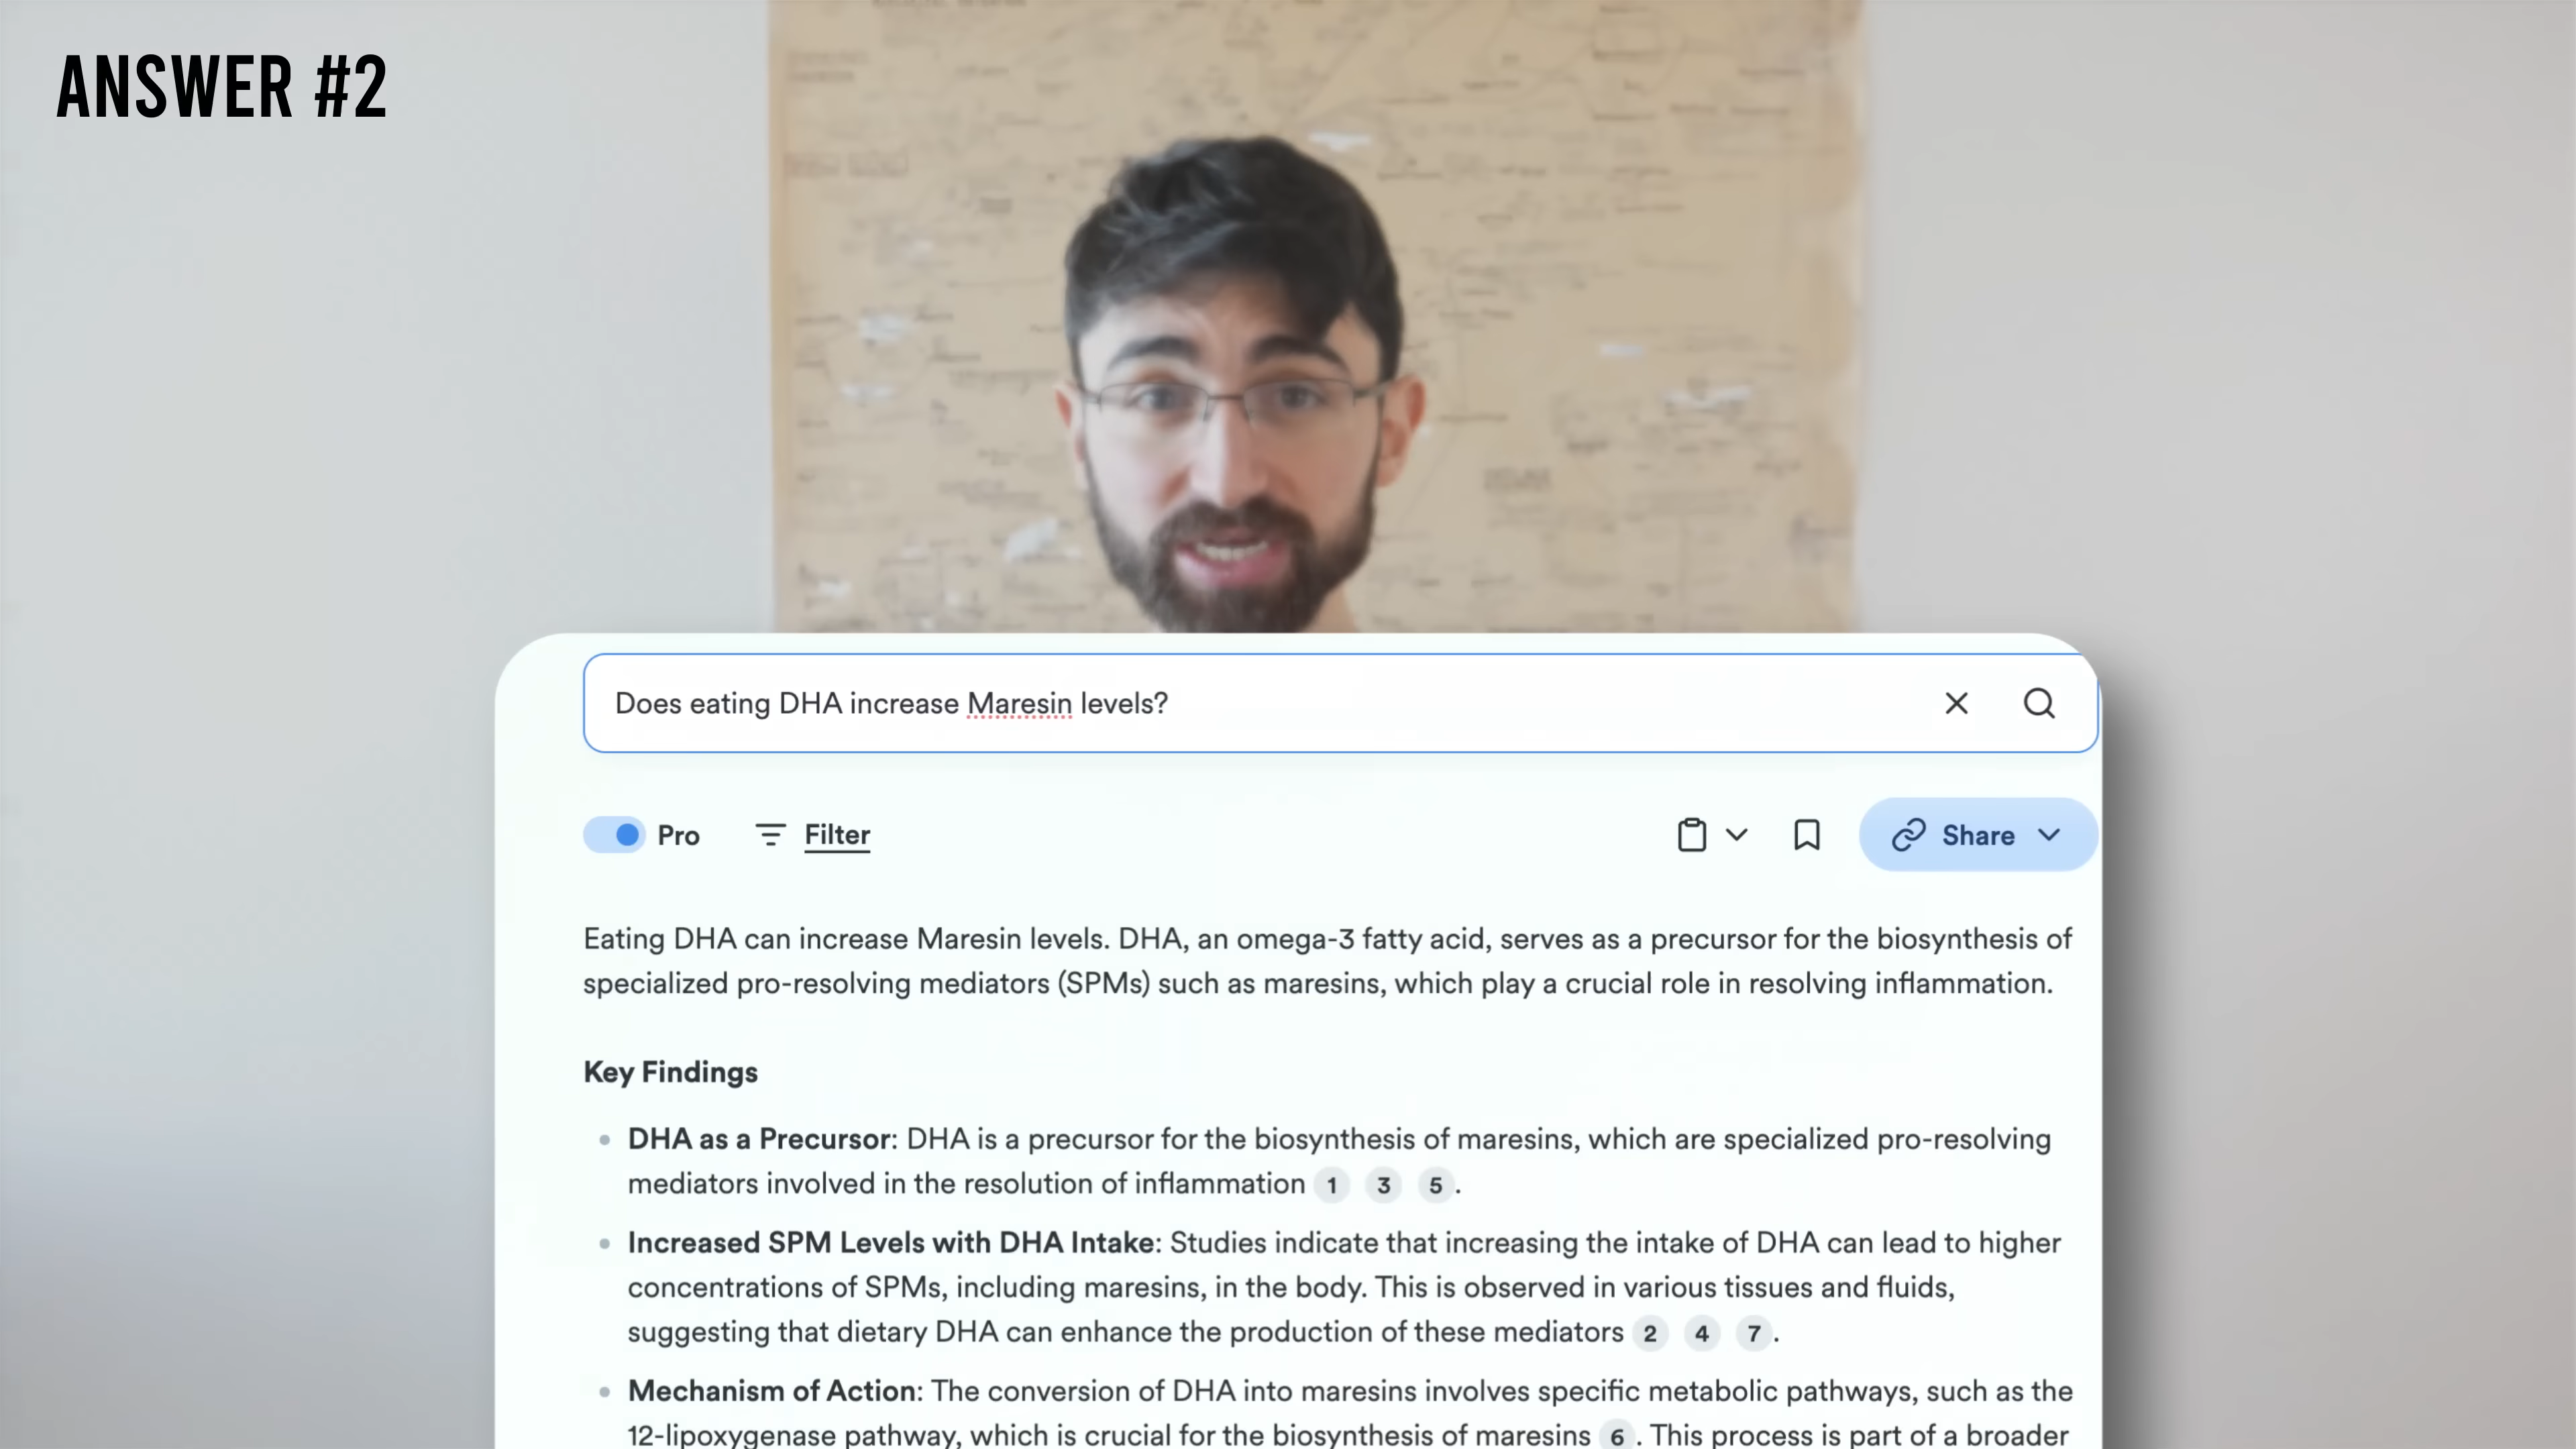 ANSWER #2
Does eating DHA increase Maresin levels?
Pro Filter Share
Eating DHA can increase Maresin levels. DHA, an omega-3 fatty acid, serves as a precursor for the biosynthesis of
specialized pro-resolving mediators (SPMs) such as maresins, which play a crucial role in resolving inflammation.
Key Findings
DHA as a Precursor: DHA is a precursor for the biosynthesis of maresins, which are specialized pro-resolving
mediators involved in the resolution of inflammation 1 3 5.
Increased SPM Levels with DHA Intake: Studies indicate that increasing the intake of DHA can lead to higher
concentrations of SPMs, including maresins, in the body. This is observed in various tissues and fluids,
suggesting that dietary DHA can enhance the production of these mediators 2 4 7.
Mechanism of Action: The conversion of DHA into maresins involves specific metabolic pathways, such as the
12-lipoxygenase pathway, which is crucial for the biosynthesis of maresins 6. This process is part of a broader